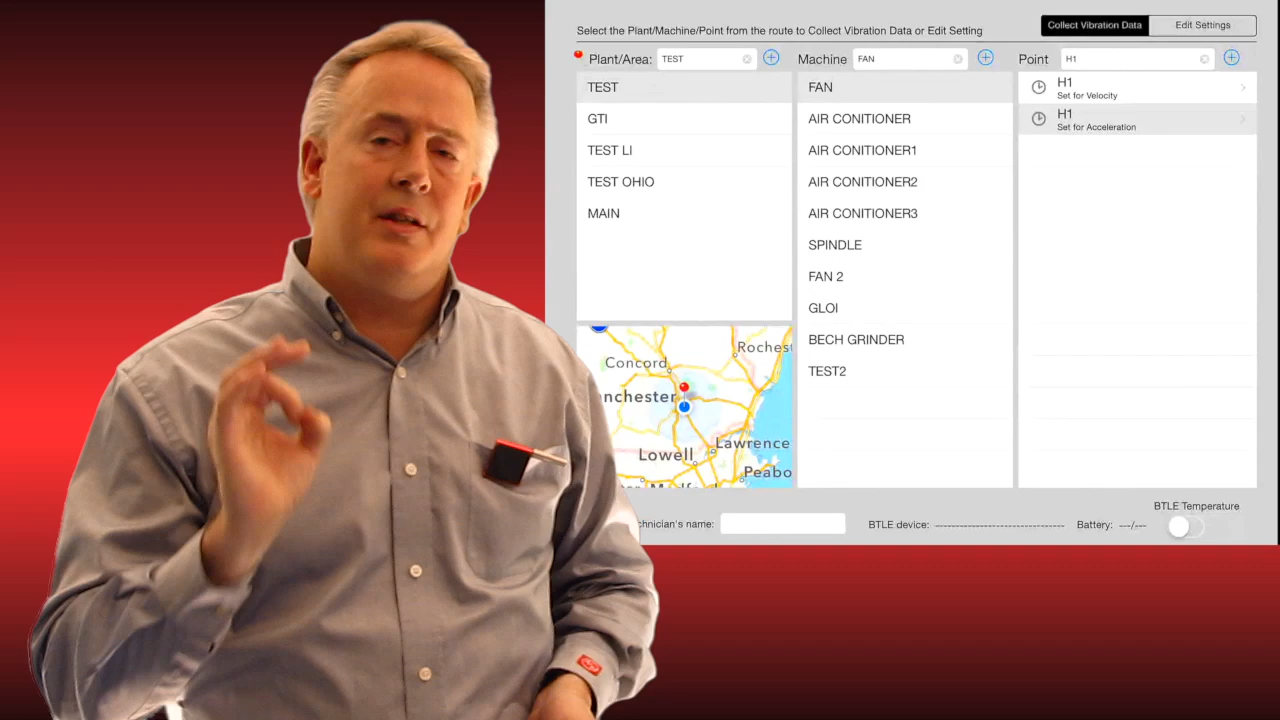 Select the Plant/Machine/Point from the route to Collect Vibration Data or Edit Setting
Collect Vibration Data
Edit Settings
Plant/Area:
TEST
Machine
FAN
Point
H1
TEST
GTI
TEST LI
TEST OHIO
MAIN
FAN
AIR CONITIONER
AIR CONITIONER1
AIR CONITIONER2
AIR CONITIONER3
SPINDLE
FAN 2
GLOI
BECH GRINDER
TEST2
H1
Set for Velocity
H1
Set for Acceleration
Roches
Concord
nchester
Lawrence
Lowell
Peabo
chnician's name:
BTLE device: --------------------------------
Battery: ---/---
BTLE Temperature